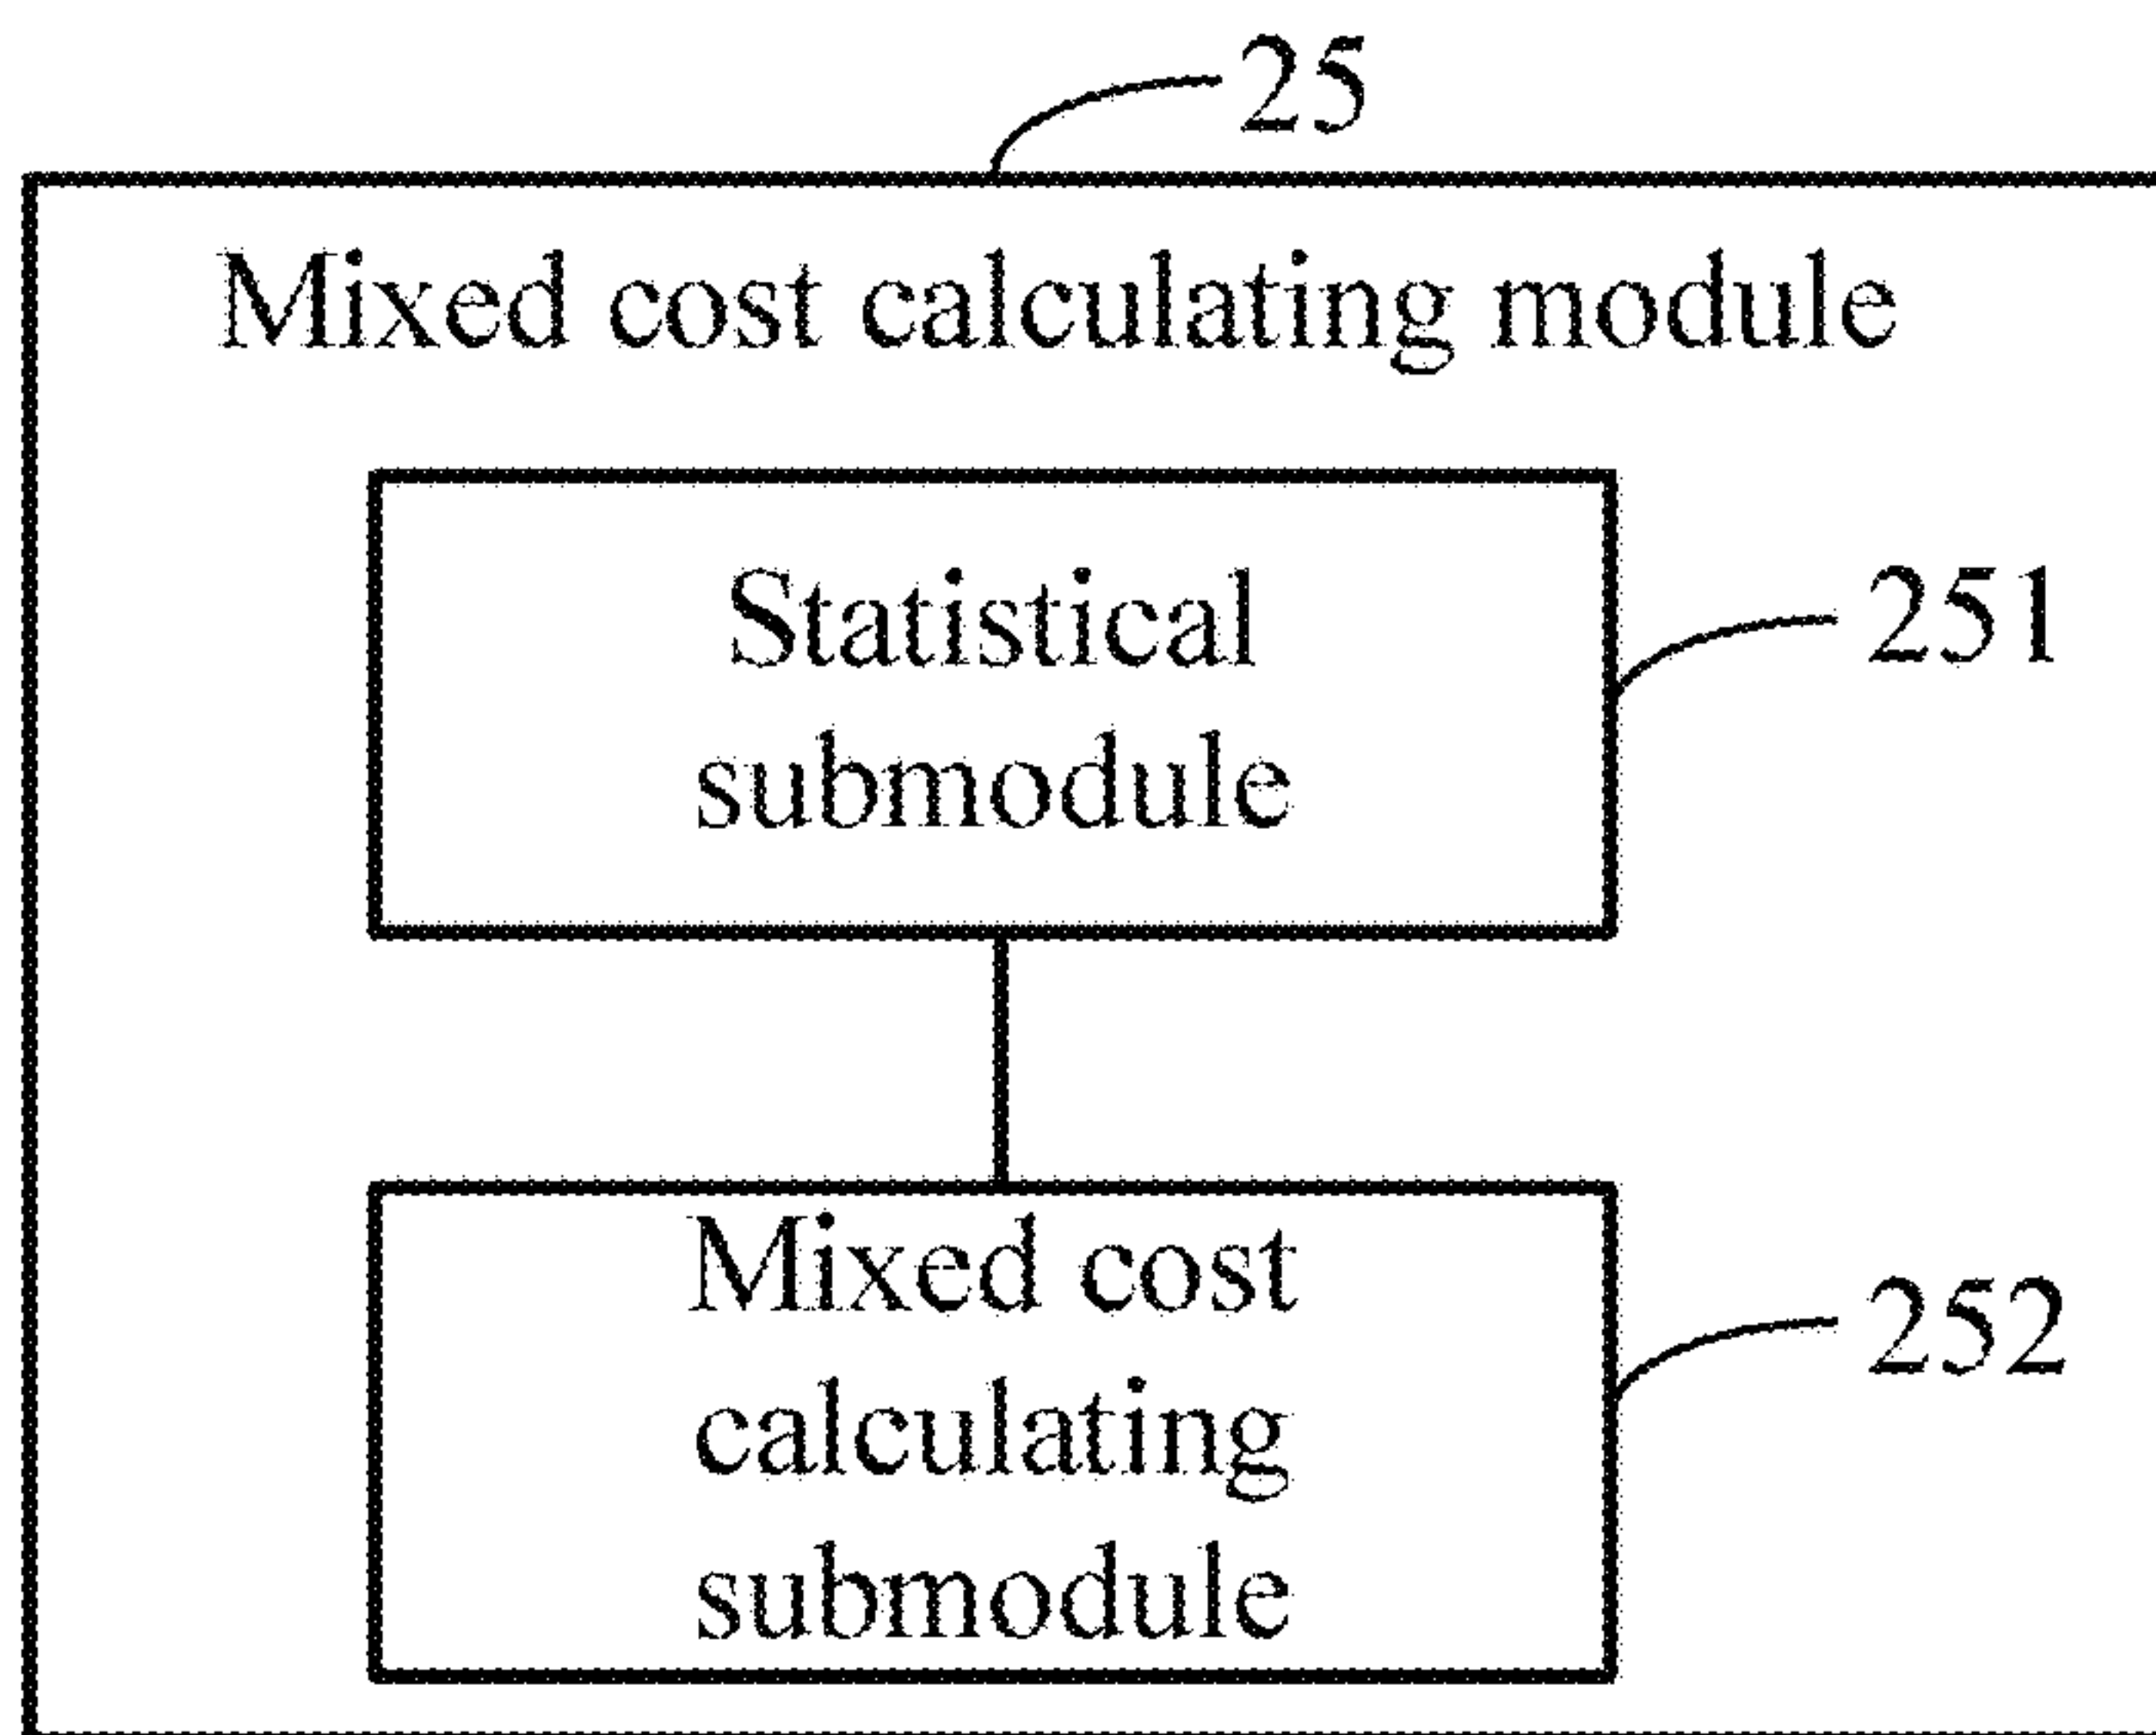 25
Mixed cost calculating module
Statistical
submodule
251
Mixed cost
calculating
submodule
252